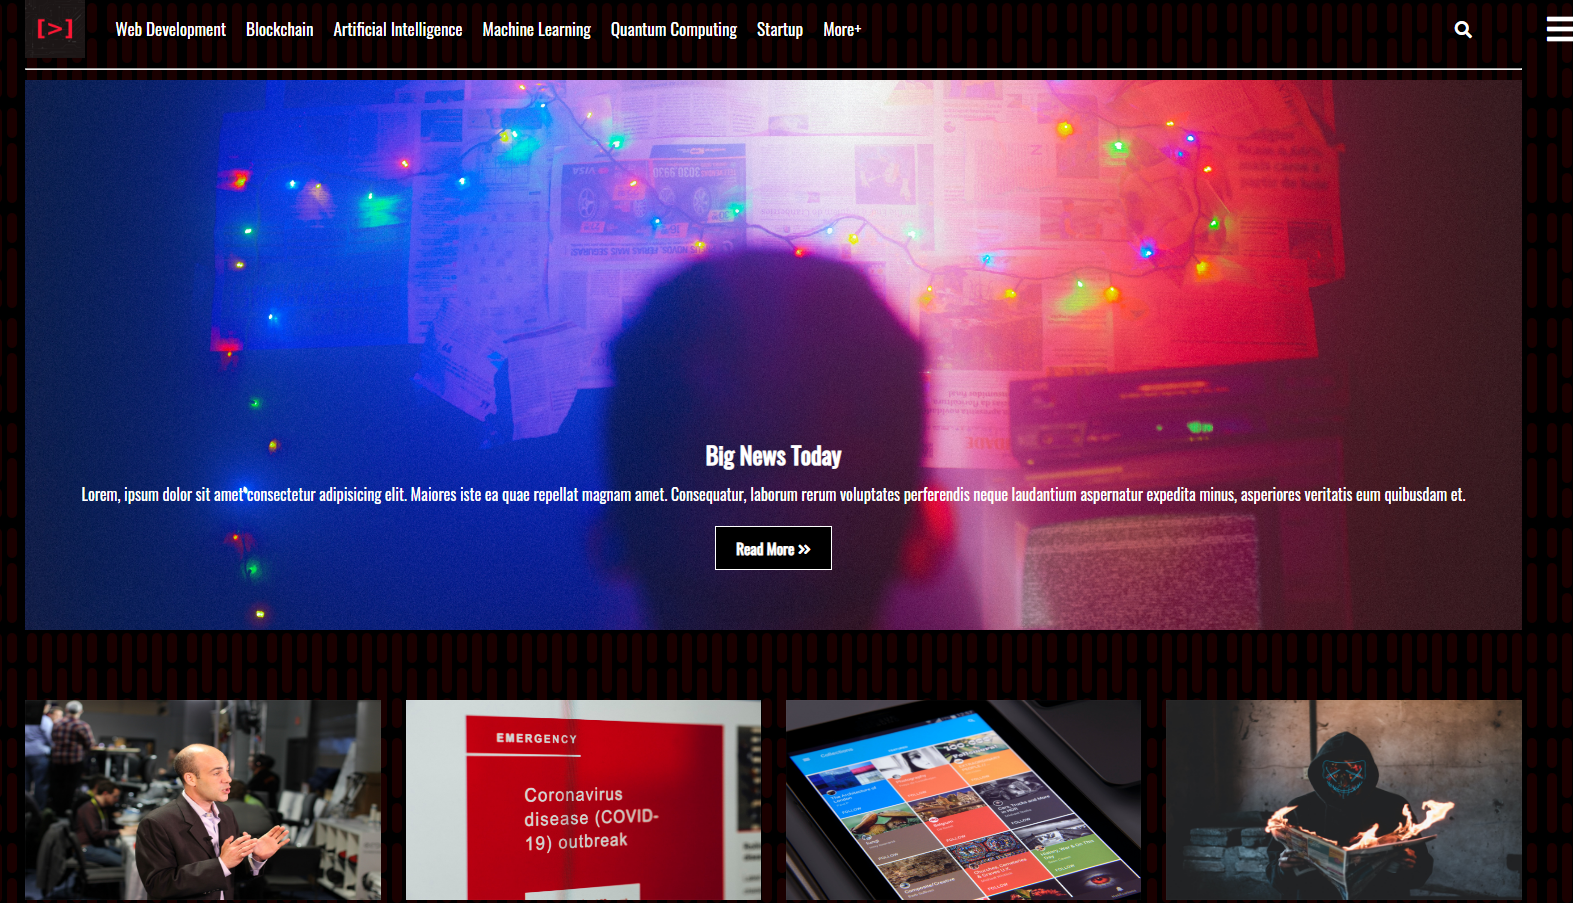 [>]
Web Development Blockchain Artificial Intelligence Machine Learning Quantum Computing Startup More+
Big News Today
Lorem, ipsum dolor sit amet consectetur adipisicing elit. Maiores iste ea quae repellat magnam amet. Consequatur, laborum rerum voluptates perferendis neque laudantium aspernatur expedita minus, asperiores veritatis eum quibusdam et.
Read More »
EMERGENCY
Coronavirus
disease (COVID-
19) outbreak